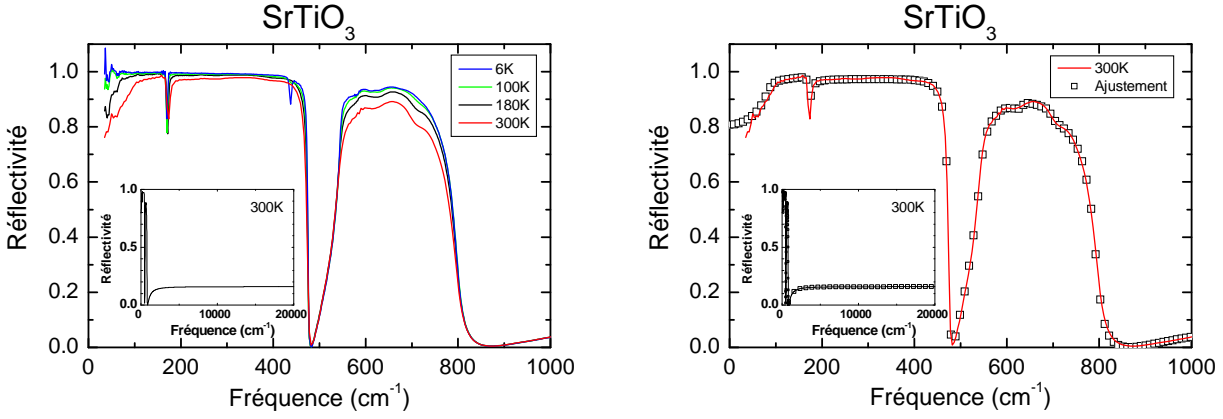 SrTiO3
1.0
0.8
0.6
0.4
0.2
0.0
Réflectivité
0 200 400 600 800 1000
Fréquence (cm-1)
6K
100K
180K
300K
1.0
0.5
0.0
Réflectivité
0 10000 20000
Fréquence (cm-1)
300K
SrTiO3
1.0
0.8
0.6
0.4
0.2
0.0
Réflectivité
0 200 400 600 800 1000
Fréquence (cm-1)
300K
Ajustement
1.0
0.5
0.0
Réflectivité
0 10000 20000
Fréquence (cm-1)
300K